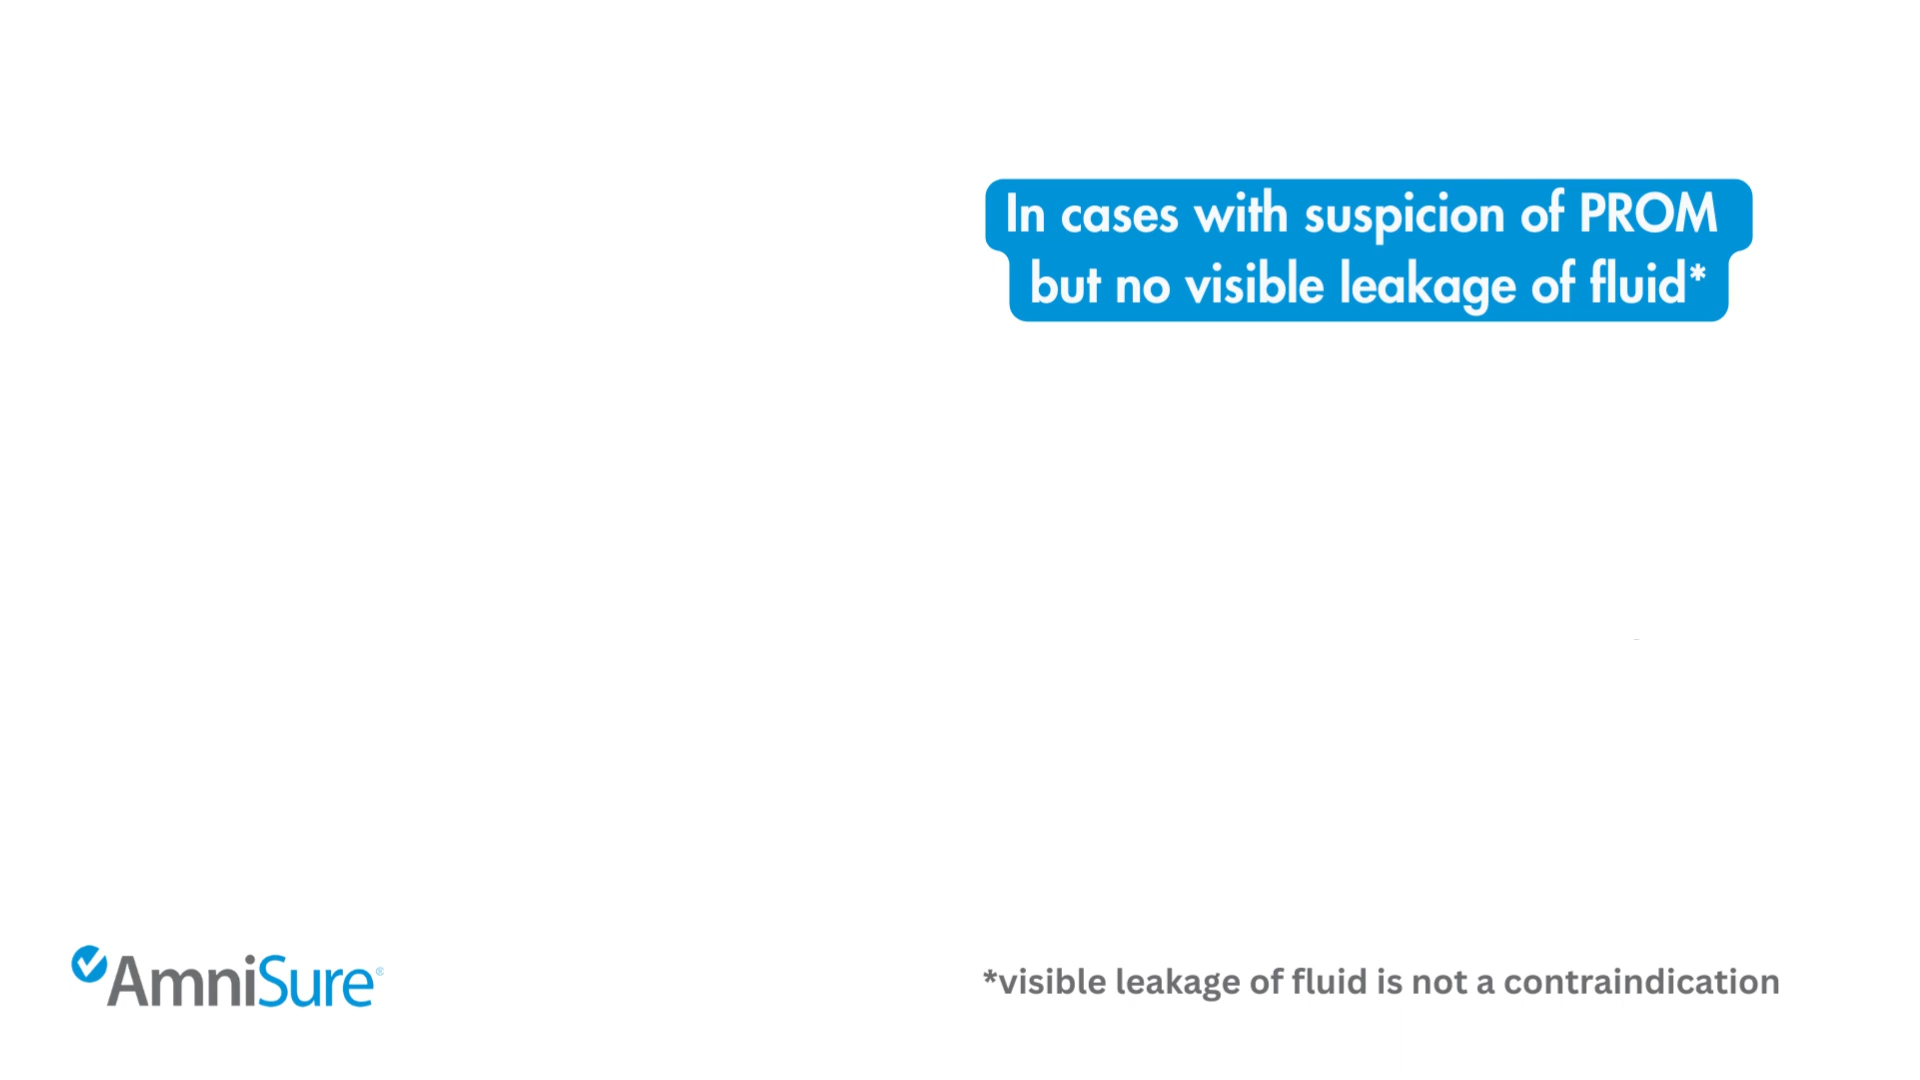 In cases with suspicion of PROM
but no visible leakage of fluid*
AmniSure®
*visible leakage of fluid is not a contraindication